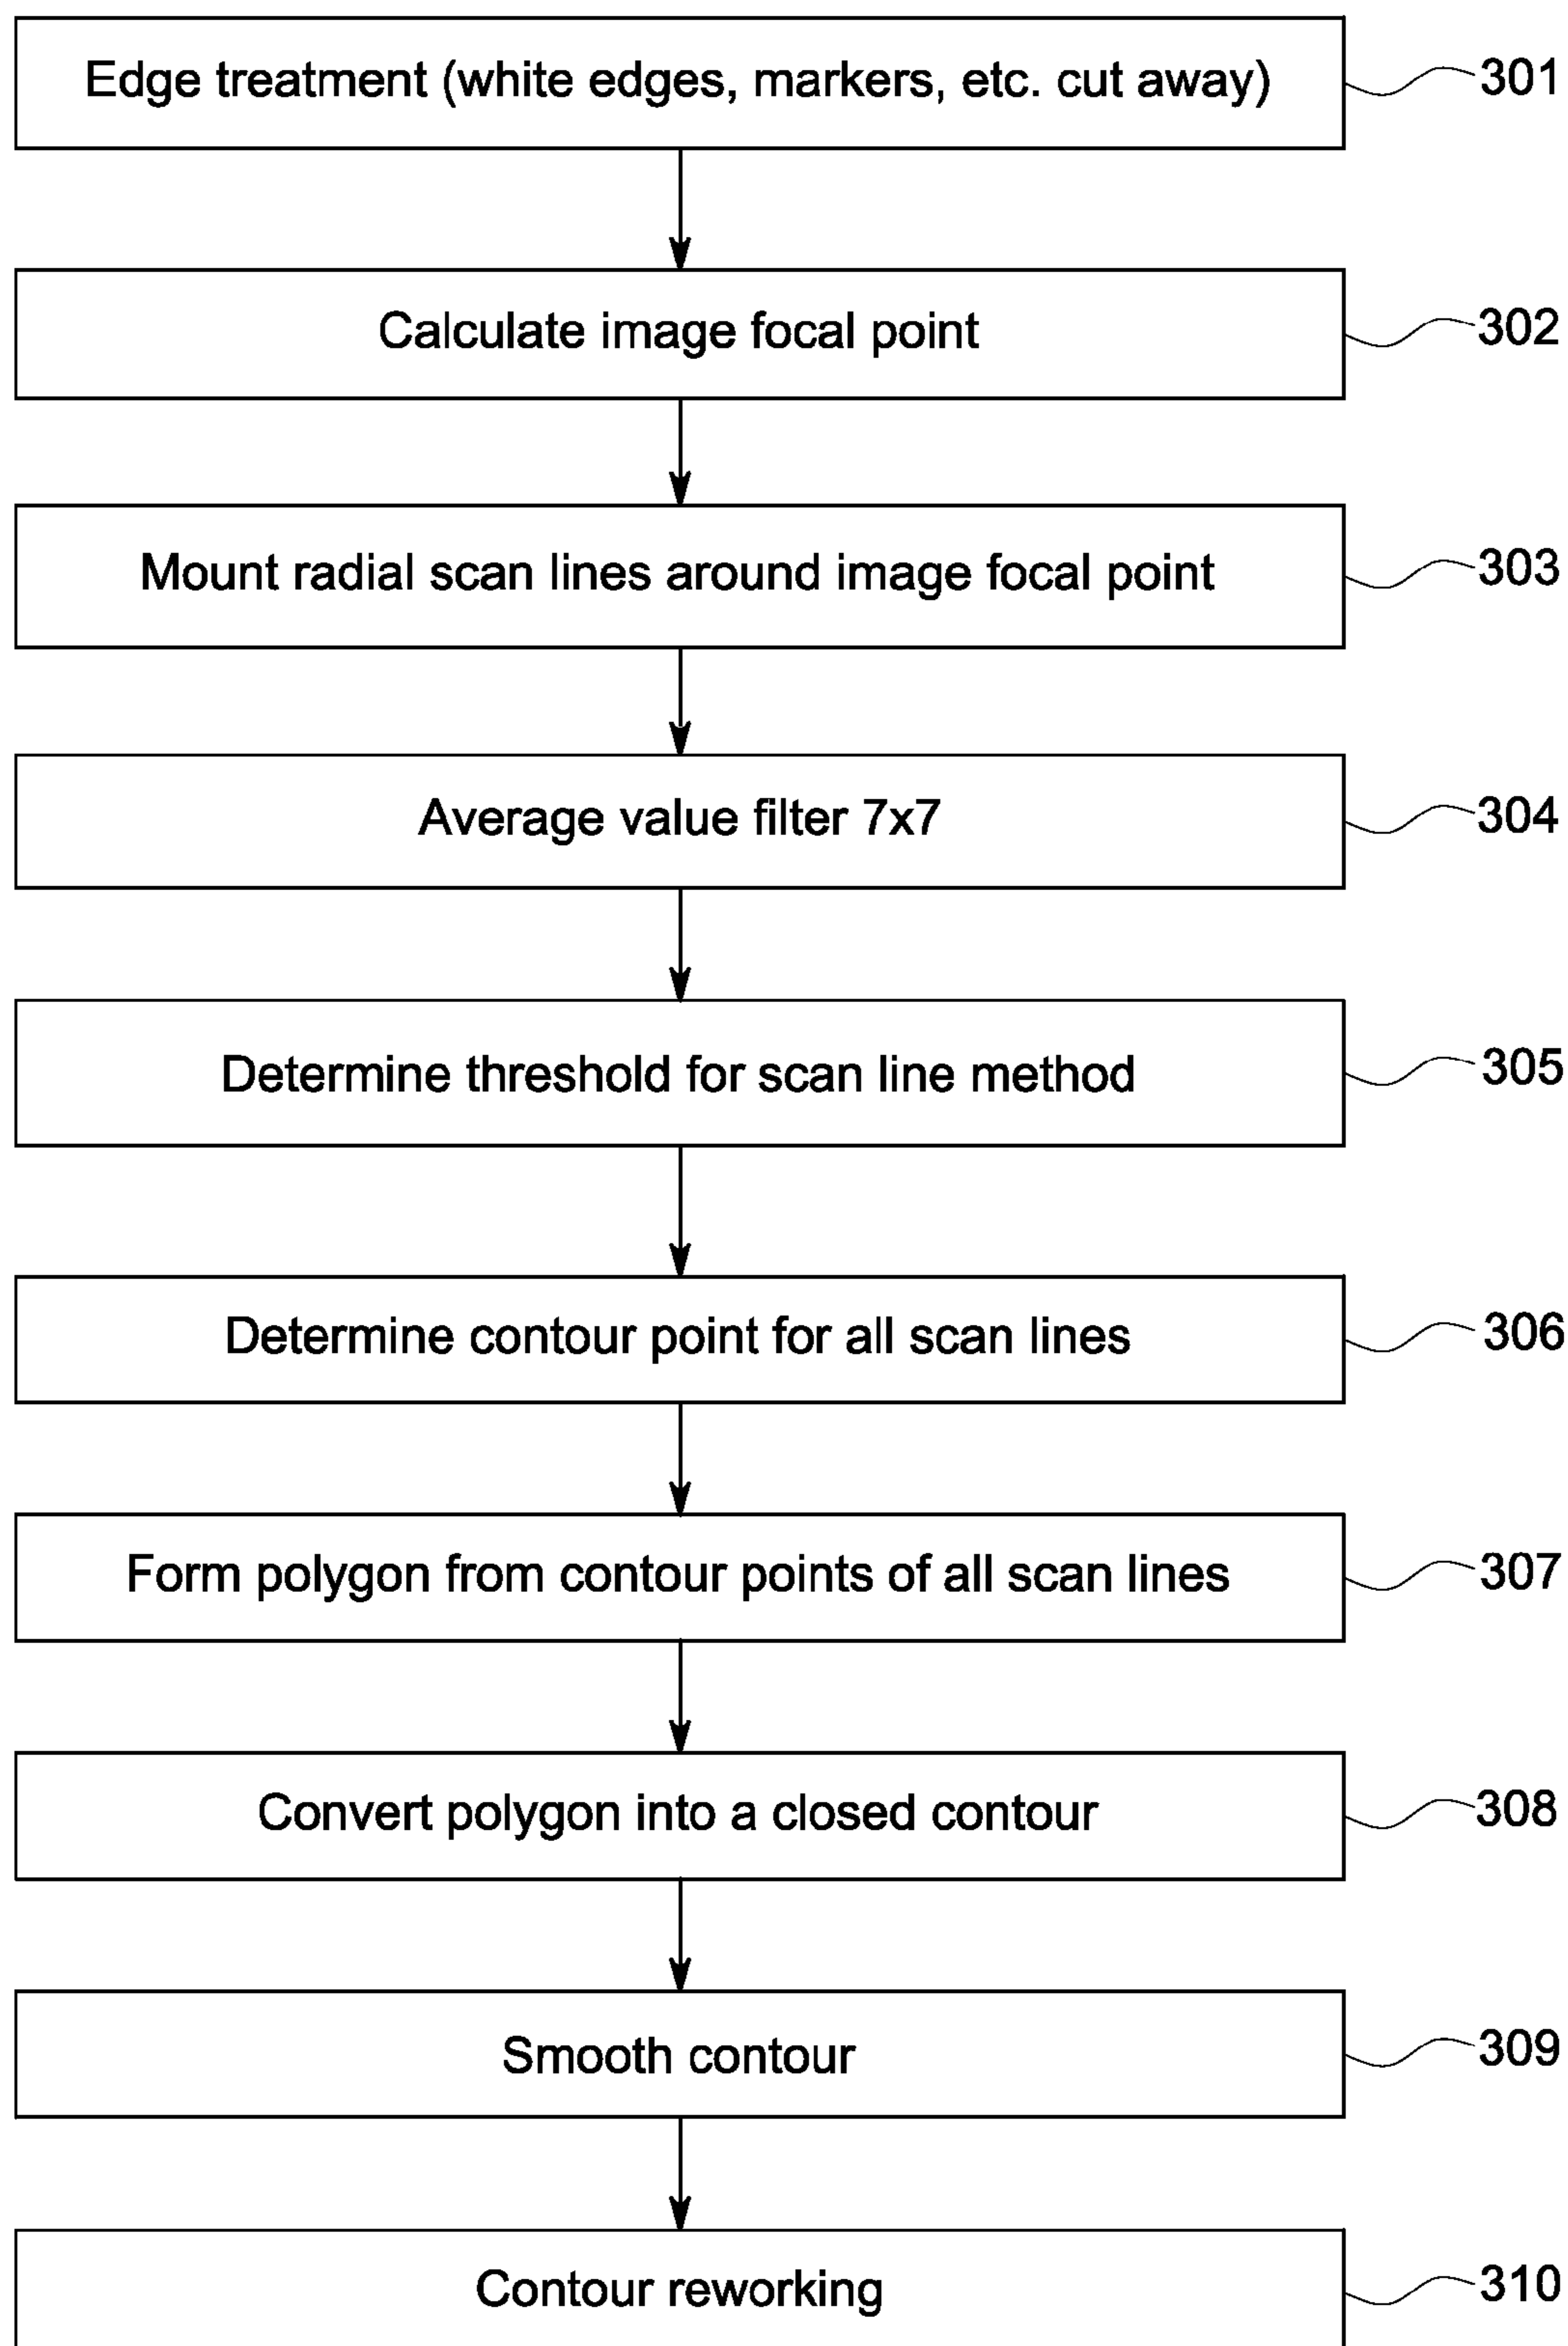 Edge treatment (white edges, markers, etc. cut away)
301
Calculate image focal point
302
Mount radial scan lines around image focal point
303
Average value filter 7x7
304
Determine threshold for scan line method
305
Determine contour point for all scan lines
306
Form polygon from contour points of all scan lines
307
Convert polygon into a closed contour
308
Smooth contour
309
Contour reworking
310